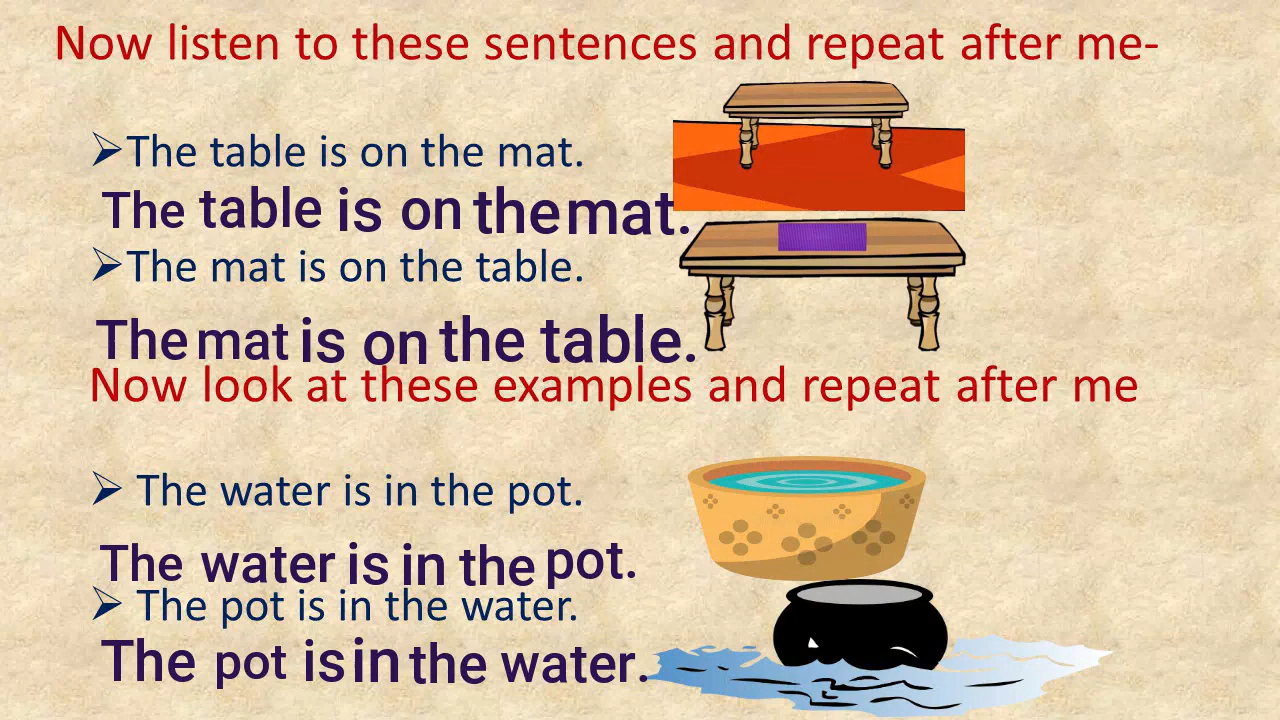 Now listen to these sentences and repeat after me-
➢The table is on the mat.
The table is on the mat.
➢The mat is on the table.
The mat is on the table.
Now look at these examples and repeat after me
➢ The water is in the pot.
The water is in the pot.
➢ The pot is in the water.
The pot is in the water.